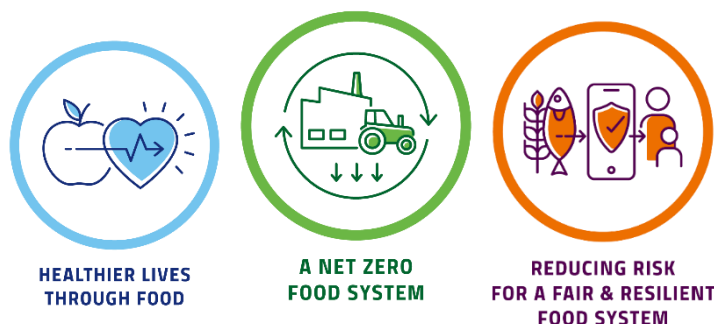 HEALTHIER LIVES
THROUGH FOOD
A NET ZERO
FOOD SYSTEM
REDUCING RISK
FOR A FAIR & RESILIENT
FOOD SYSTEM